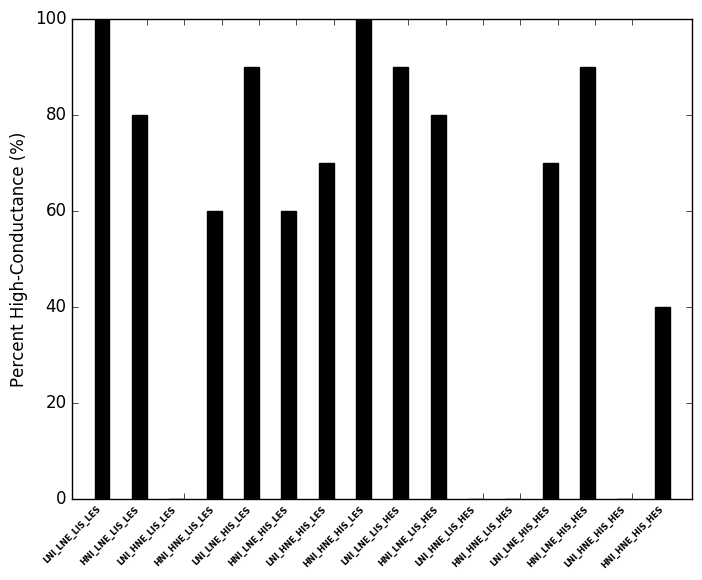 Percent High-Conductance (%)
100
80
60
40
20
0
LNI_LNE_LIS_LES
HNI_LNE_LIS_LES
LNI_HNE_LIS_LES
HNI_HNE_LIS_LES
LNI_LNE_HIS_LES
HNI_LNE_HIS_LES
LNI_HNE_HIS_LES
HNI_HNE_HIS_LES
LNI_LNE_LIS_HES
HNI_LNE_LIS_HES
LNI_HNE_LIS_HES
HNI_HNE_LIS_HES
LNI_LNE_HIS_HES
HNI_LNE_HIS_HES
LNI_HNE_HIS_HES
HNI_HNE_HIS_HES